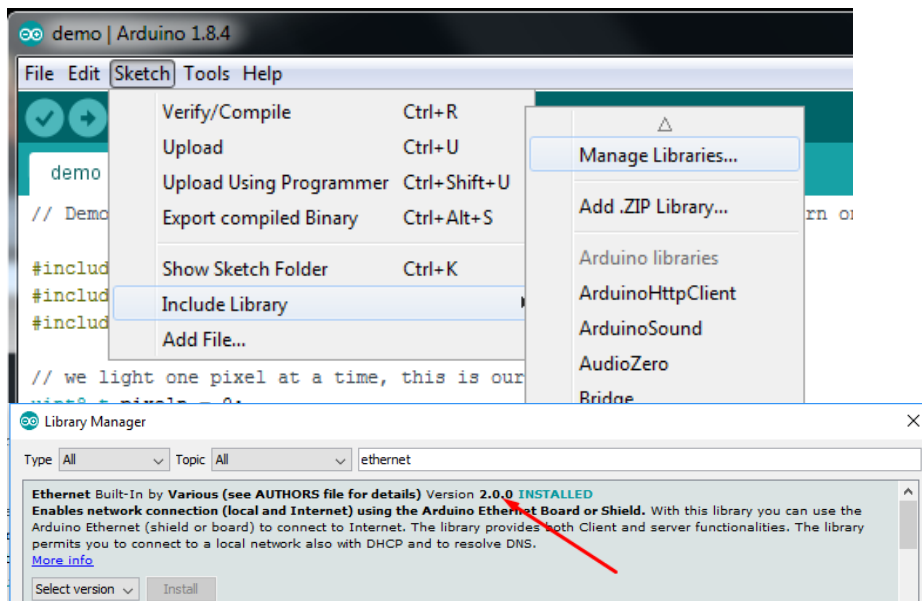 demo | Arduino 1.8.4
File Edit Sketch Tools Help
Verify/Compile Ctrl+R
Upload Ctrl+U
Upload Using Programmer Ctrl+Shift+U
Export compiled Binary Ctrl+Alt+S
Show Sketch Folder Ctrl+K
Include Library
Add File...
Manage Libraries...
Add .ZIP Library...
Arduino libraries
ArduinoHttpClient
ArduinoSound
AudioZero
Bridge
demo
// Demo
#includ
#includ
#includ
// we light one pixel at a time, this is our
Library Manager
Type All Topic All ethernet
Ethernet Built-In by Various (see AUTHORS file for details) Version 2.0.0 INSTALLED
Enables network connection (local and Internet) using the Arduino Ethernet Board or Shield. With this library you can use the
Arduino Ethernet (shield or board) to connect to Internet. The library provides both Client and server functionalities. The library
permits you to connect to a local network also with DHCP and to resolve DNS.
More info
Select version Install